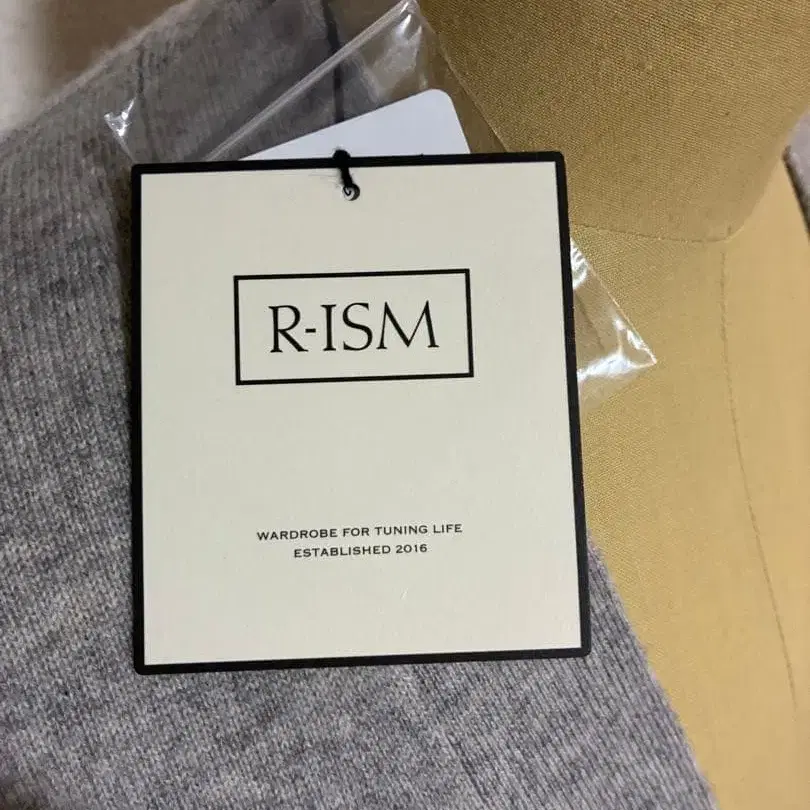 R-ISM
WARDROBE FOR TUNING LIFE
ESTABLISHED 2016